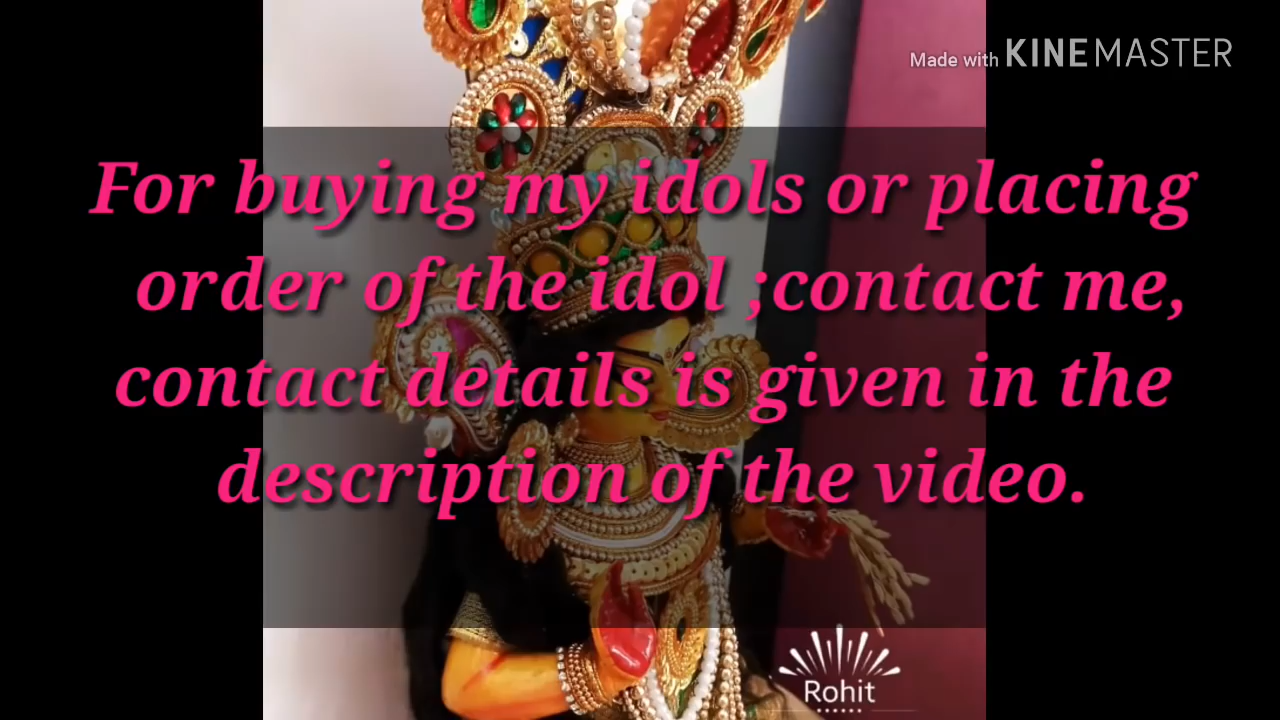 Made with KINEMASTER
For buying my idols or placing
order of the idol ;contact me,
contact details is given in the
description of the video.
Rohit